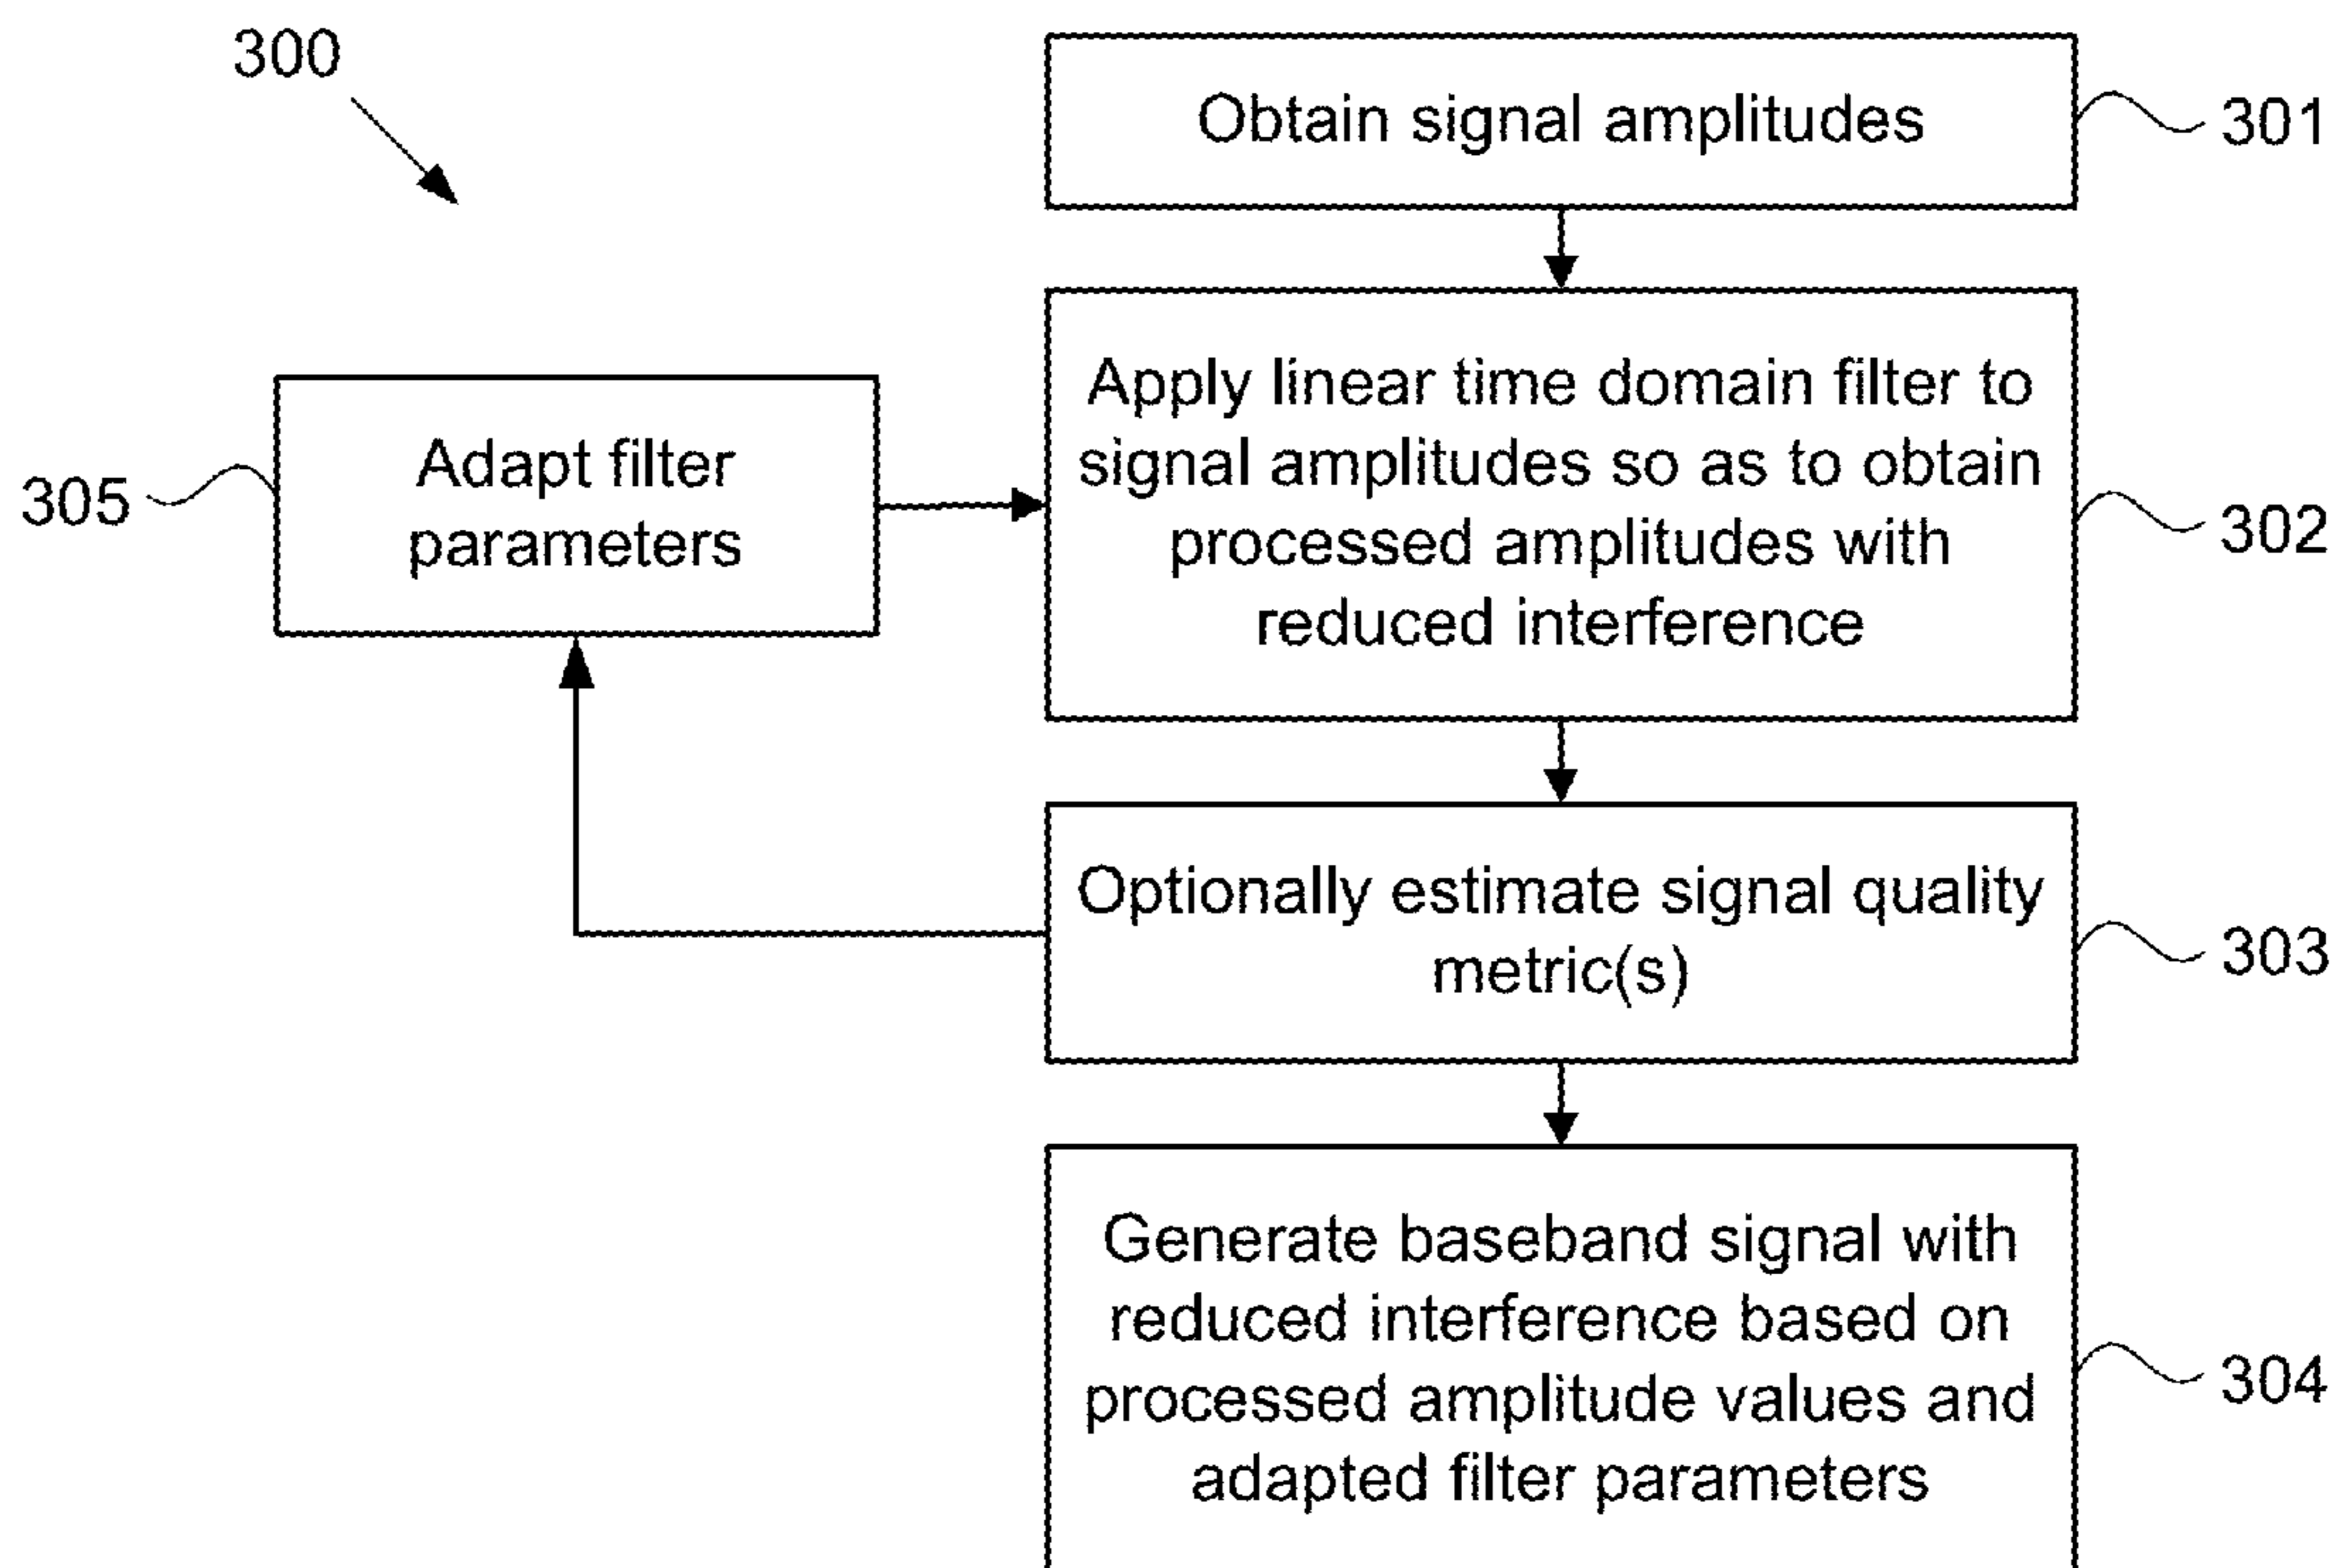 300
Obtain signal amplitudes
301
Apply linear time domain filter to
signal amplitudes so as to obtain
processed amplitudes with
reduced interference
302
Adapt filter
parameters
305
Optionally estimate signal quality
metric(s)
303
Generate baseband signal with
reduced interference based on
processed amplitude values and
adapted filter parameters
304